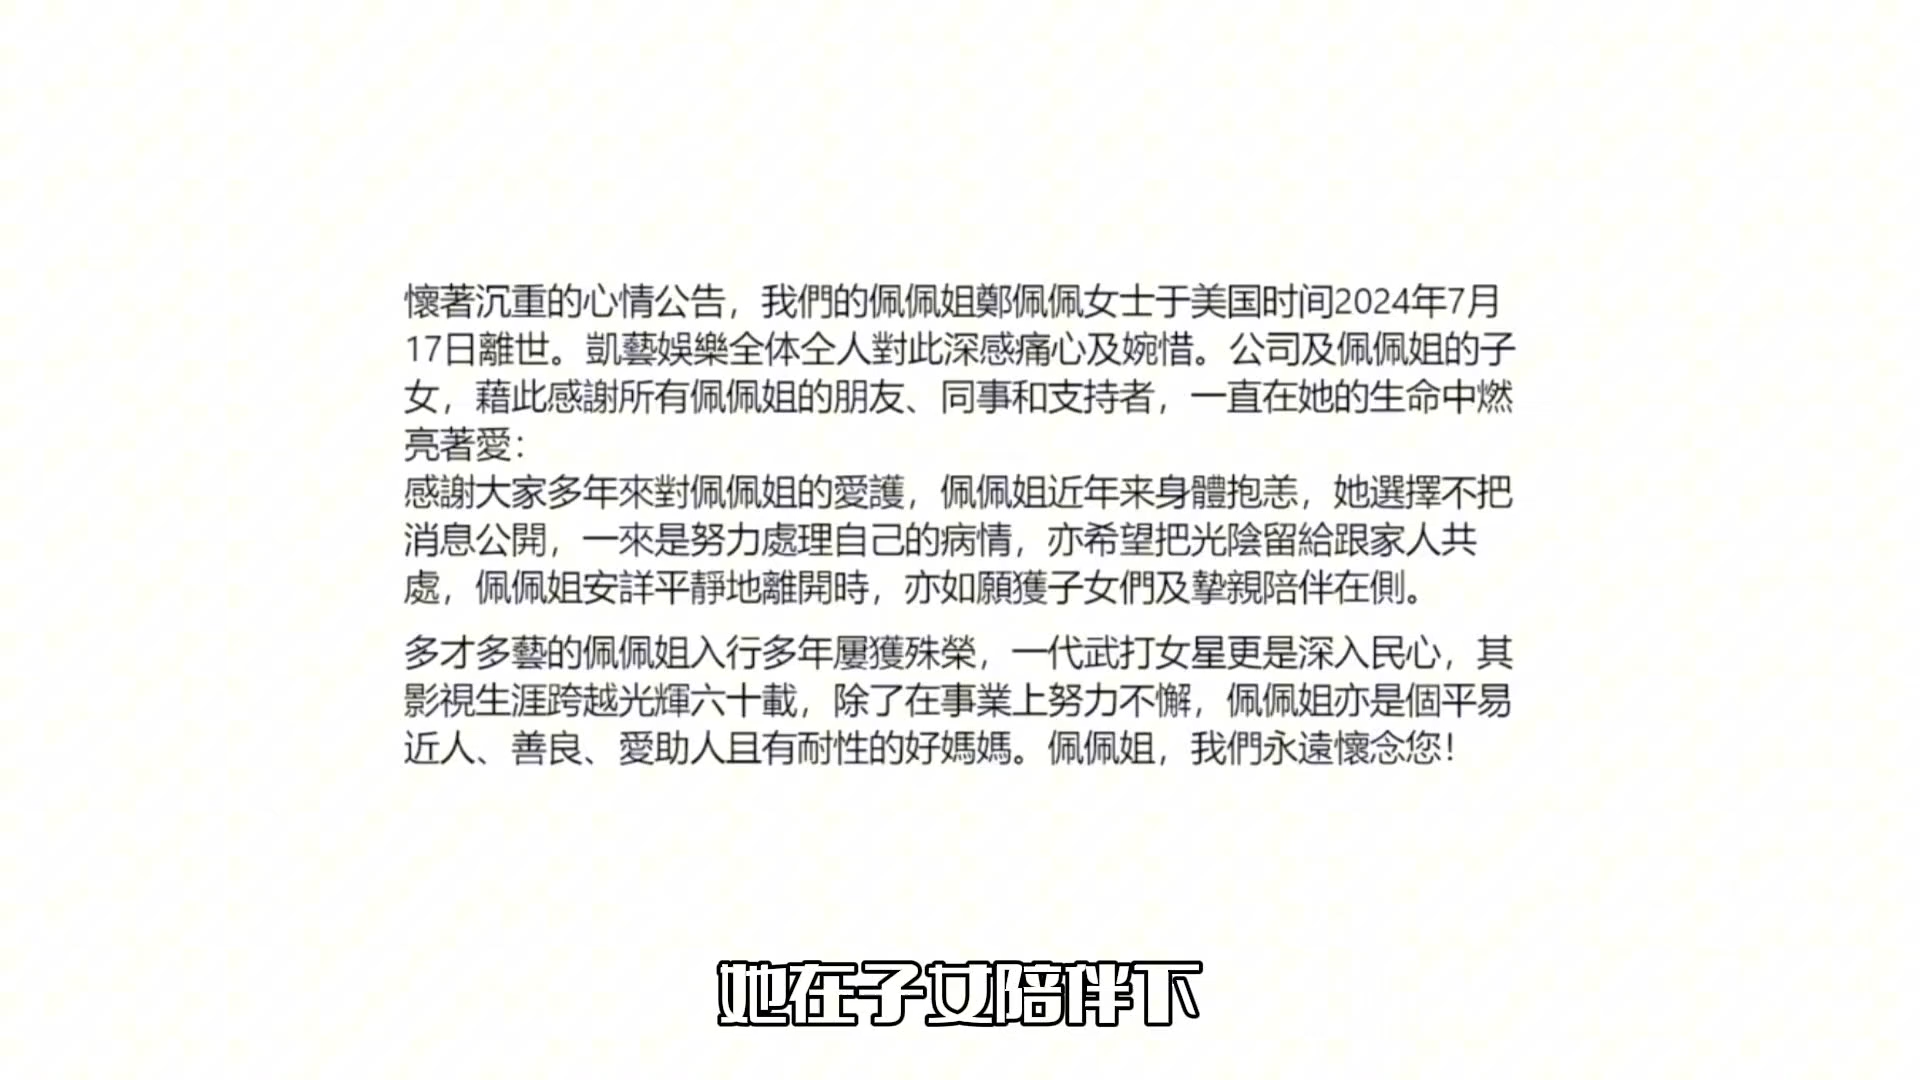 懷著沉重的心情公告，我們的佩佩姐鄭佩佩女士于美国时间2024年7月
17日離世。凱藝娛樂全体仝人對此深感痛心及婉惜。公司及佩佩姐的子
女，藉此感謝所有佩佩姐的朋友、同事和支持者，一直在她的生命中燃
亮著愛：
感謝大家多年來對佩佩姐的愛護，佩佩姐近年来身體抱恙，她選擇不把
消息公開，一來是努力處理自己的病情，亦希望把光陰留給跟家人共
處，佩佩姐安詳平靜地離開時，亦如願獲子女們及摯親陪伴在側。
多才多藝的佩佩姐入行多年屢獲殊榮，一代武打女星更是深入民心，其
影視生涯跨越光輝六十載，除了在事業上努力不懈，佩佩姐亦是個平易
近人、善良、愛助人且有耐性的好媽媽。佩佩姐，我們永遠懷念您！
她在子女陪伴下